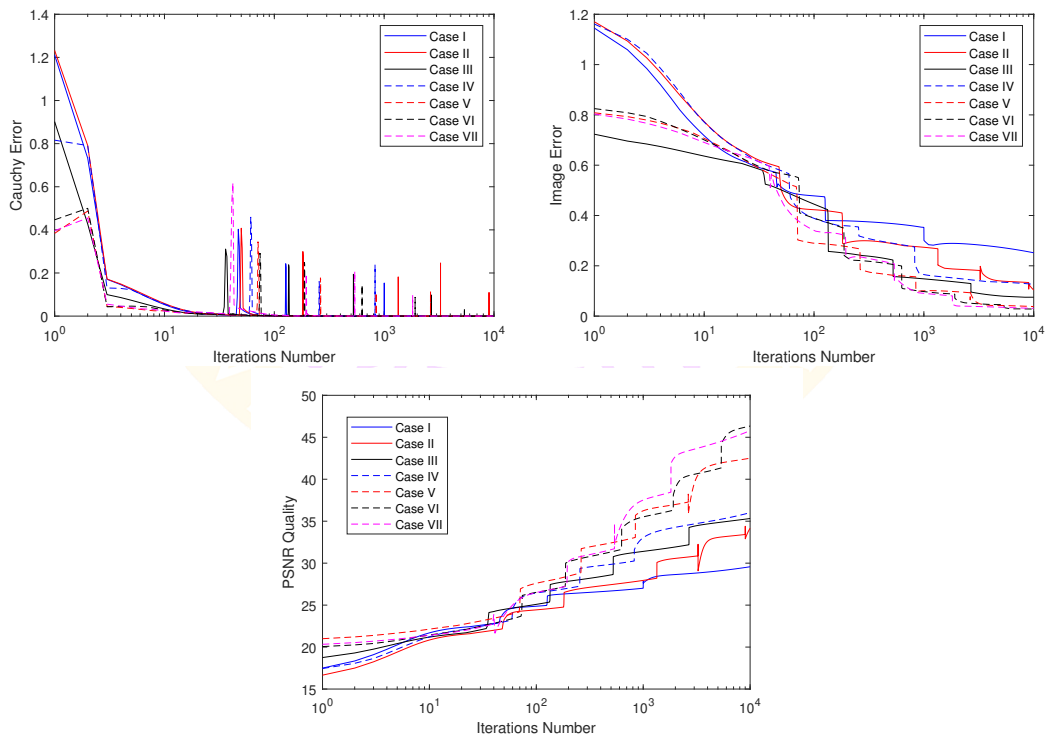 1.4
1.2
1
0.8
0.6
0.4
0.2
0
Cauchy Error
Case I
Case II
Case III
Case IV
Case V
Case VI
Case VII
10^0
10^1
10^2
10^3
10^4
Iterations Number
1.2
1
0.8
0.6
0.4
0.2
0
Image Error
Case I
Case II
Case III
Case IV
Case V
Case VI
Case VII
10^0
10^1
10^2
10^3
10^4
Iterations Number
50
45
40
35
30
25
20
15
PSNR Quality
Case I
Case II
Case III
Case IV
Case V
Case VI
Case VII
10^0
10^1
10^2
10^3
10^4
Iterations Number